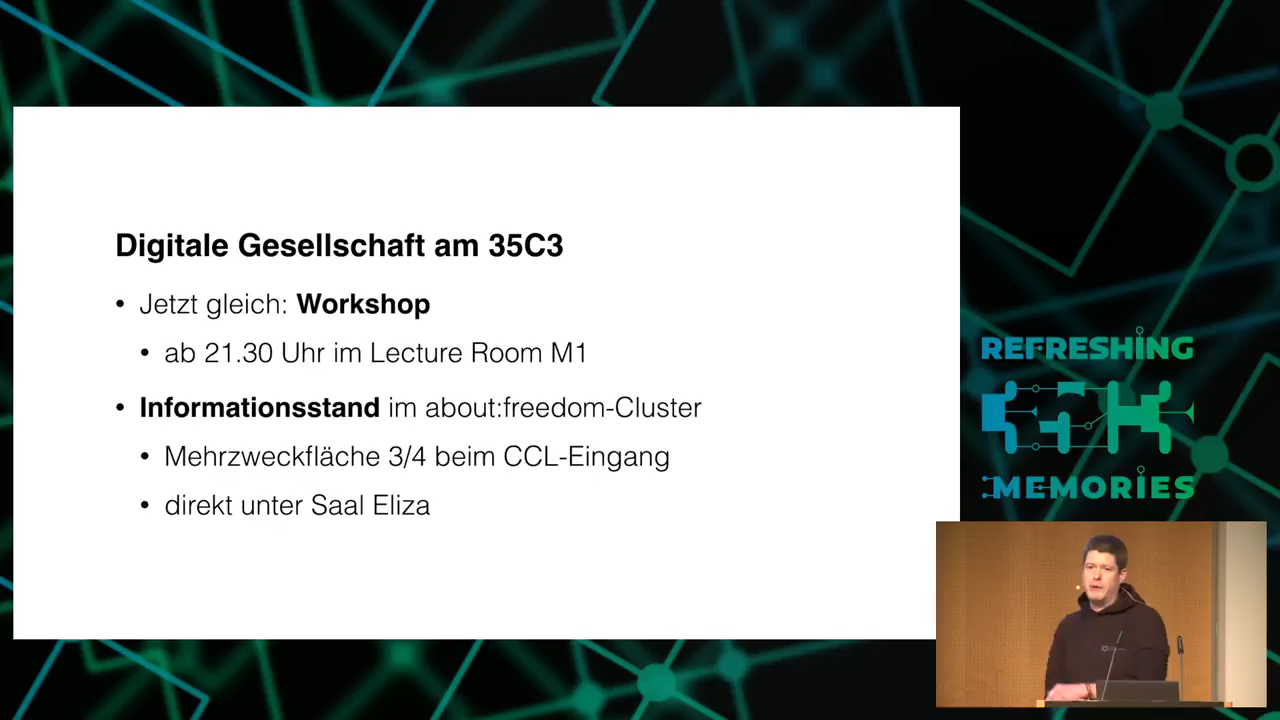 Digitale Gesellschaft am 35C3
• Jetzt gleich: Workshop
• ab 21.30 Uhr im Lecture Room M1
• Informationsstand im about:freedom-Cluster
• Mehrzweckfläche 3/4 beim CCL-Eingang
• direkt unter Saal Eliza
REFRESHING
MEMORIES